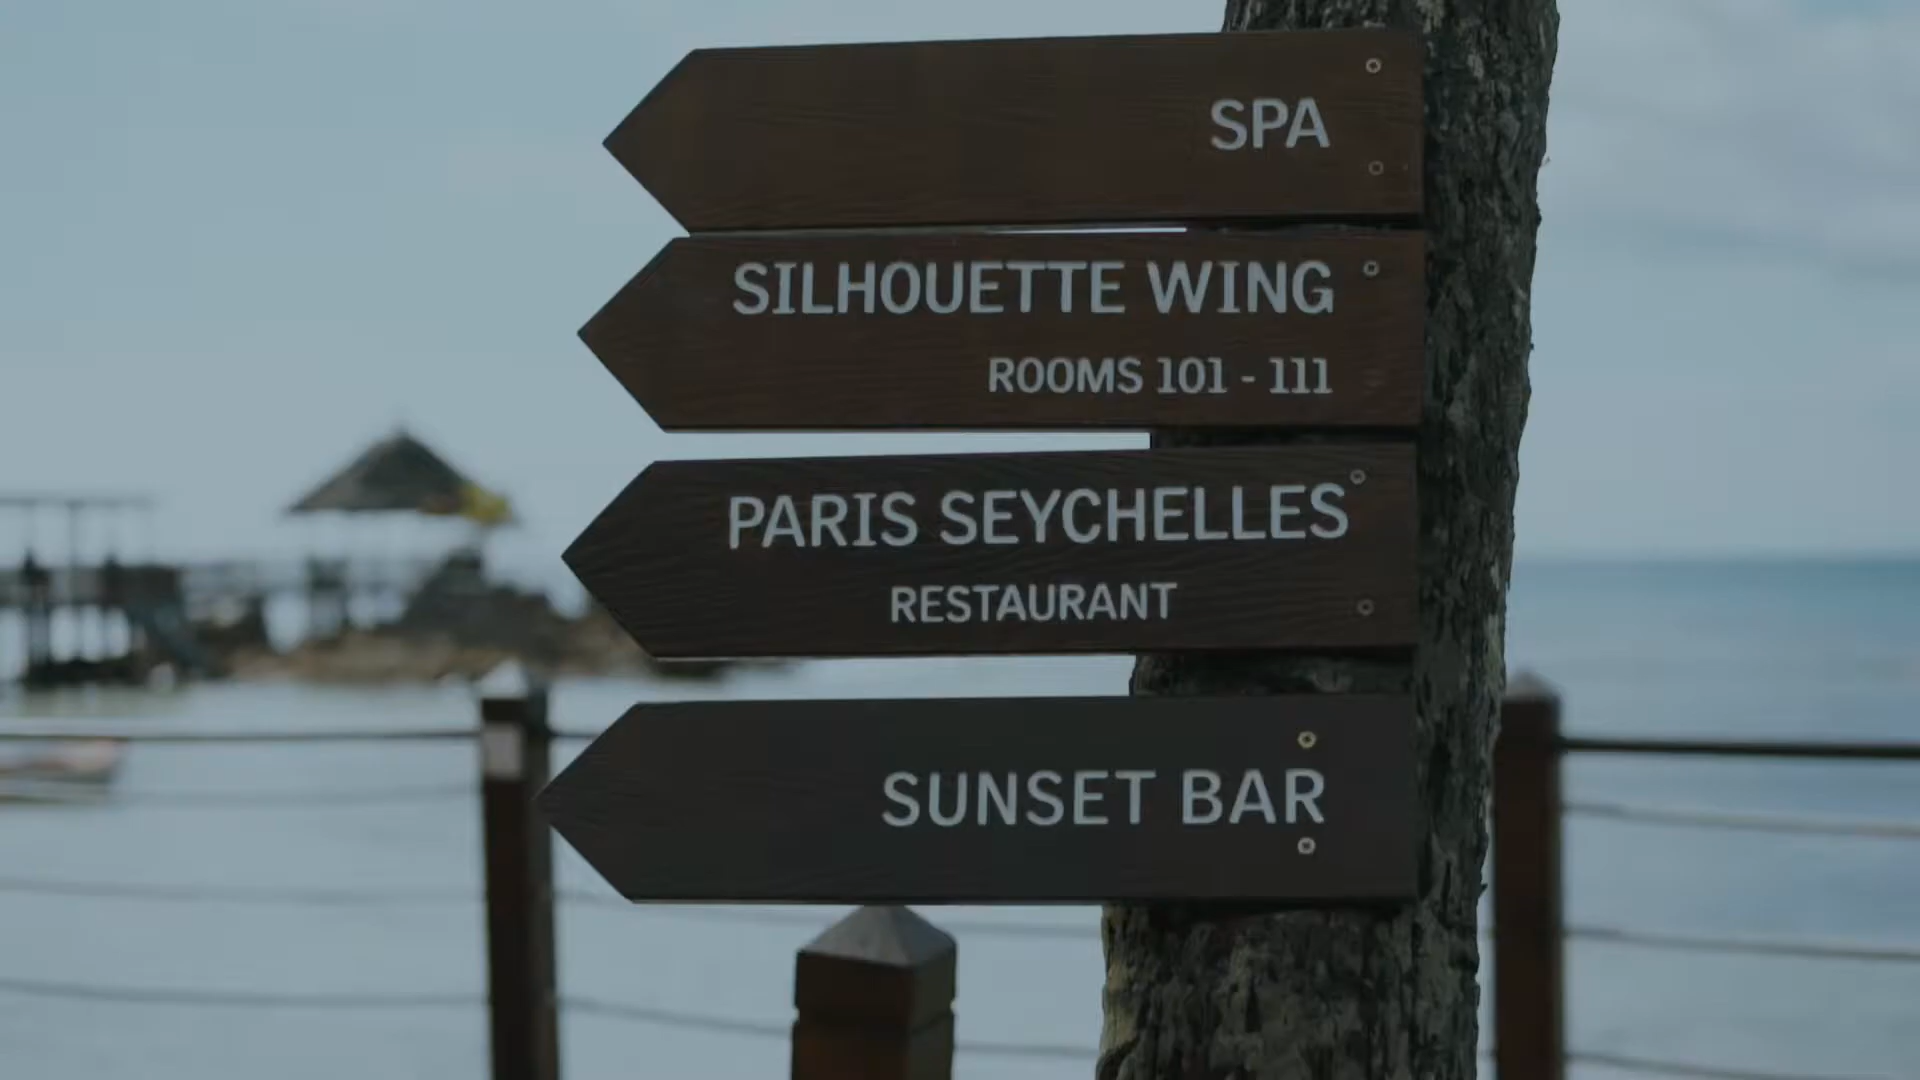 SPA
SILHOUETTE WING
ROOMS 101 - 111
PARIS SEYCHELLES
RESTAURANT
SUNSET BAR